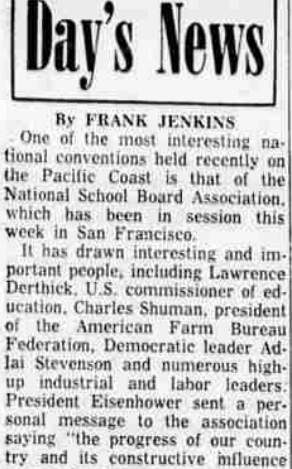 Day's News
By FRANK JENKINS
One of the most interesting na-
tional conventions held recently on
the Pacific Coast is that of the
National School Board Association,
which has been in session this
week in San Francisco.
It has drawn interesting and im-
portant people, including Lawrence
Derthick, U.S. commissioner of ed-
ucation, Charles Shuman, president
of the American Farm Bureau
Federation, Democratic leader Ad-
lai Stevenson and numerous high-
up industrial and labor leaders.
President Eisenhower sent a per-
sonal message to the association
saying "the progress of our coun-
try and its constructive influence